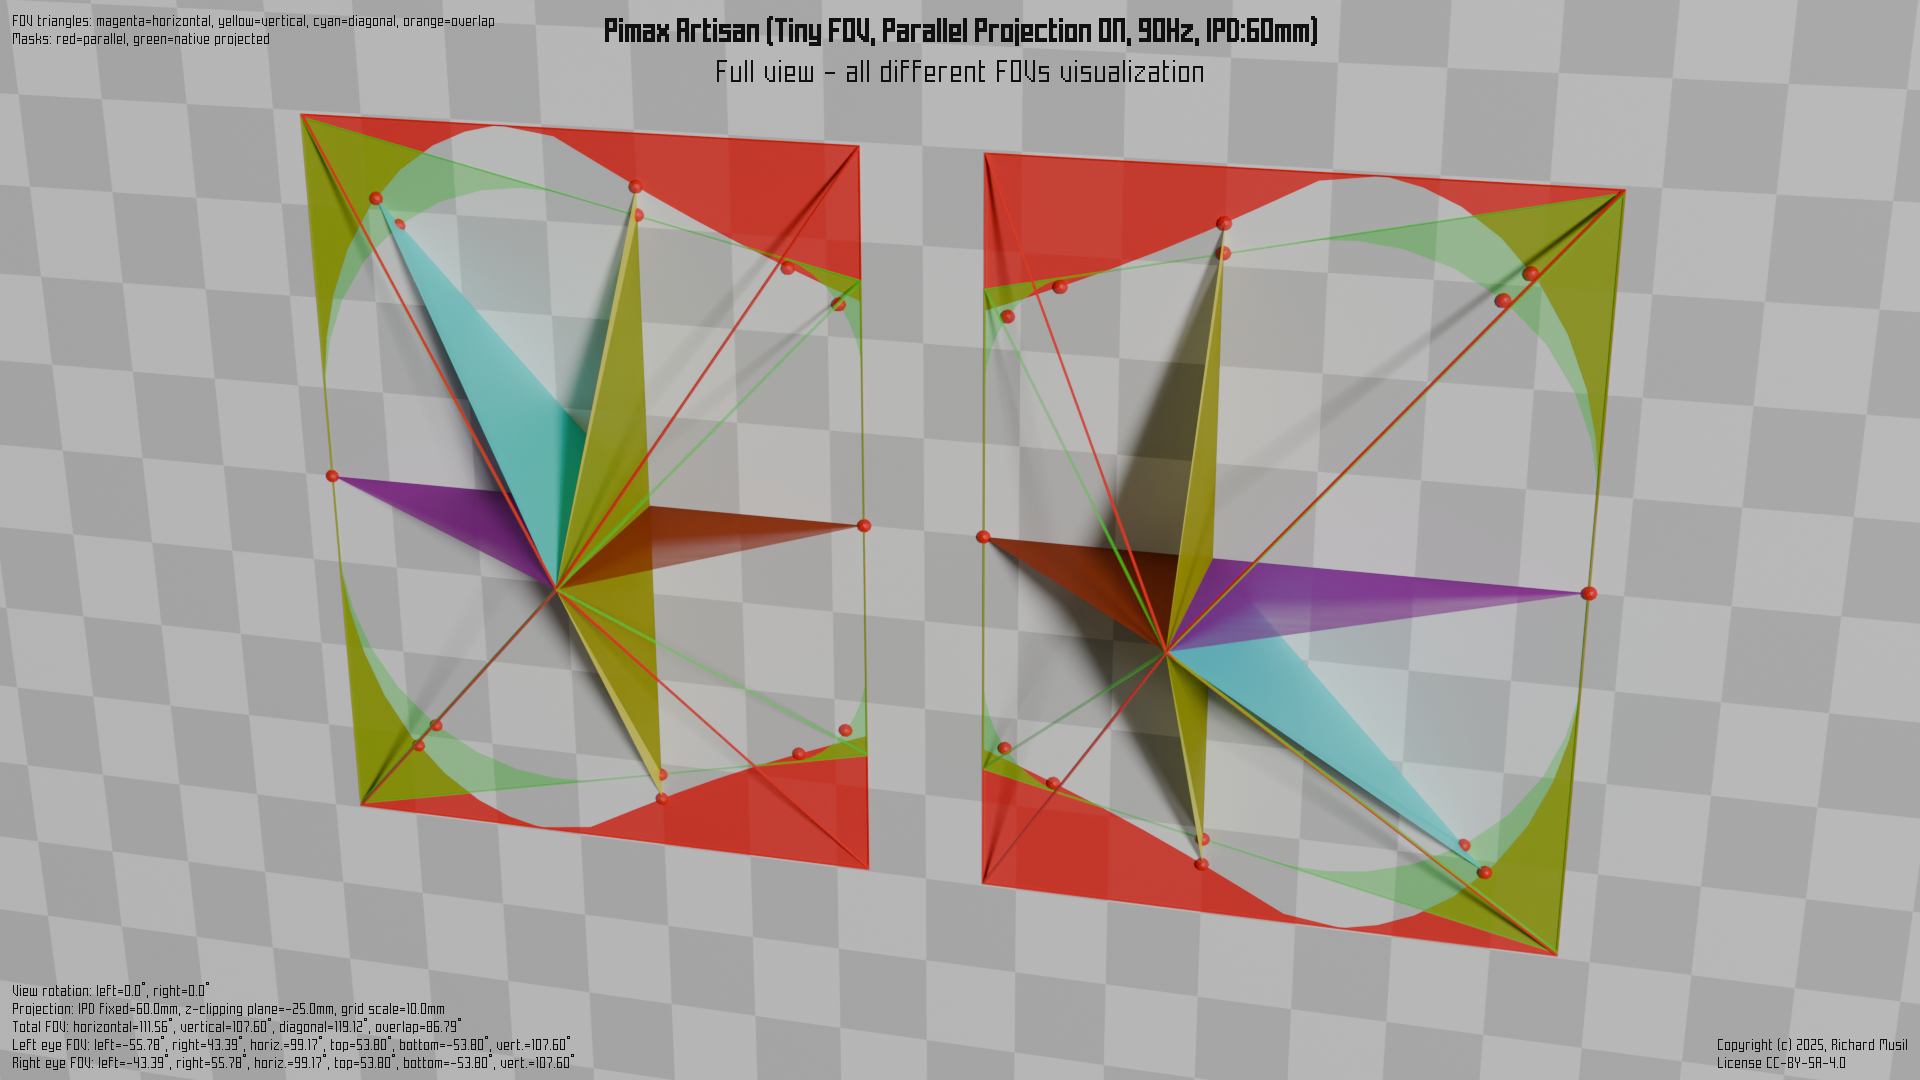 FOV triangles: magenta=horizontal, yellow=vertical, cyan=diagonal, orange=overlap
Masks: red=parallel, green=native projected
Pimax Artisan (Tiny FOV, Parallel Projection ON, 90Hz, IPD:60mm)
Full view - all different FOVs visualization
View rotation: left=0.0°, right=0.0°
Projection: IPD fixed=60.0mm, z-clipping plane=-25.0mm, grid scale=10.0mm
Total FOV: horizontal=111.56°, vertical=107.60°, diagonal=119.12°, overlap=86.79°
Left eye FOV: left=-55.78°, right=43.39°, horiz.=99.17°, top=53.80°, bottom=-53.80°, vert.=107.60°
Right eye FOV: left=-43.39°, right=55.78°, horiz.=99.17°, top=53.80°, bottom=-53.80°, vert.=107.60°
Copyright (c) 2025, Richard Musil
License CC-BY-SA-4.0